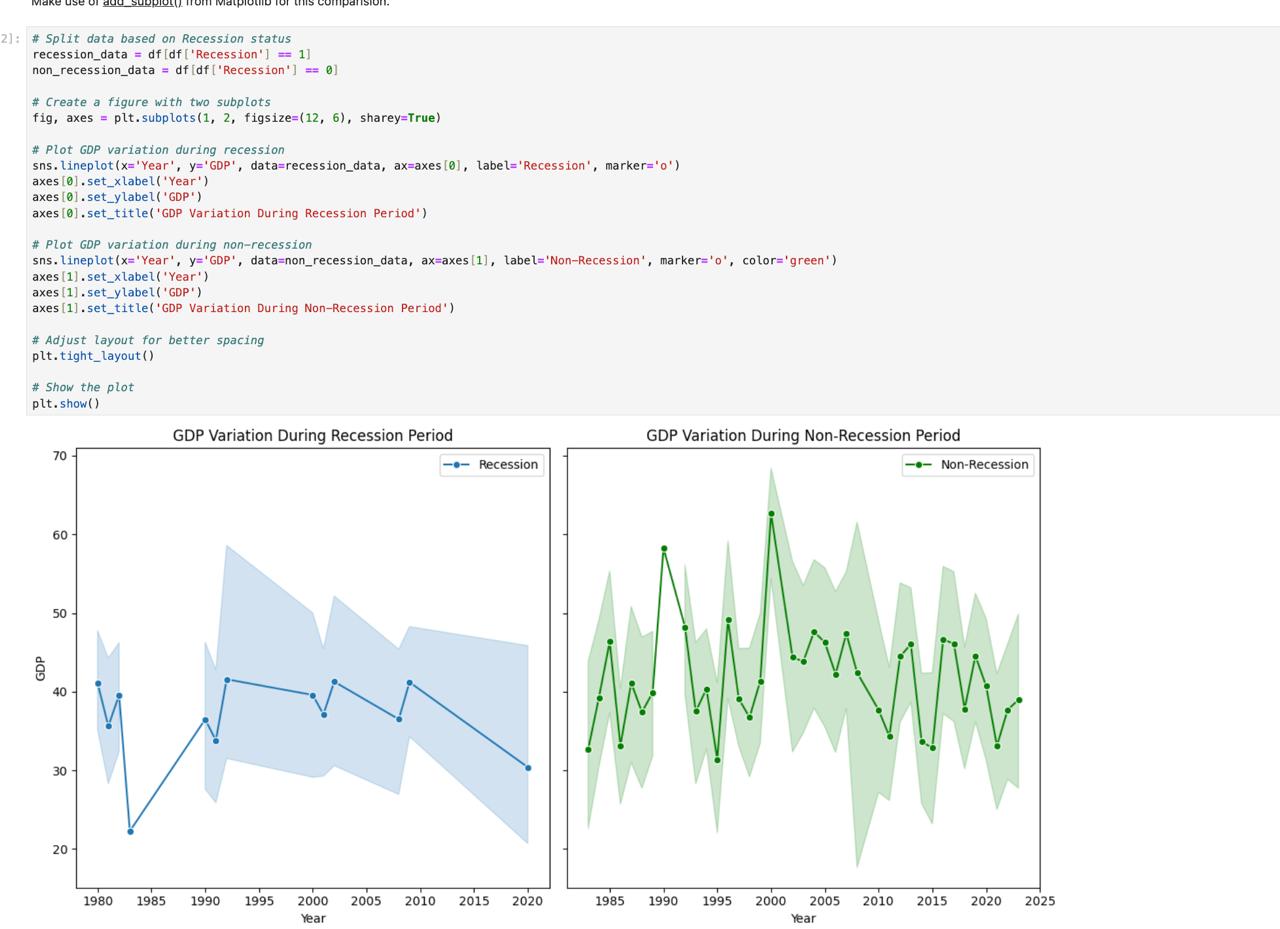 Make use of add_subplot() from Matplotlib for this comparision.
2]:
# Split data based on Recession status
recession_data = df[df['Recession'] == 1]
non_recession_data = df[df['Recession'] == 0]
# Create a figure with two subplots
fig, axes = plt.subplots(1, 2, figsize=(12, 6), sharey=True)
# Plot GDP variation during recession
sns.lineplot(x='Year', y='GDP', data=recession_data, ax=axes[0], label='Recession', marker='o')
axes[0].set_xlabel('Year')
axes[0].set_ylabel('GDP')
axes[0].set_title('GDP Variation During Recession Period')
# Plot GDP variation during non-recession
sns.lineplot(x='Year', y='GDP', data=non_recession_data, ax=axes[1], label='Non-Recession', marker='o', color='green')
axes[1].set_xlabel('Year')
axes[1].set_ylabel('GDP')
axes[1].set_title('GDP Variation During Non-Recession Period')
# Adjust layout for better spacing
plt.tight_layout()
# Show the plot
plt.show()
GDP Variation During Recession Period
Recession
70
60
50
40
30
20
GDP
1980 1985 1990 1995 2000 2005 2010 2015 2020
Year
GDP Variation During Non-Recession Period
Non-Recession
1985 1990 1995 2000 2005 2010 2015 2020 2025
Year